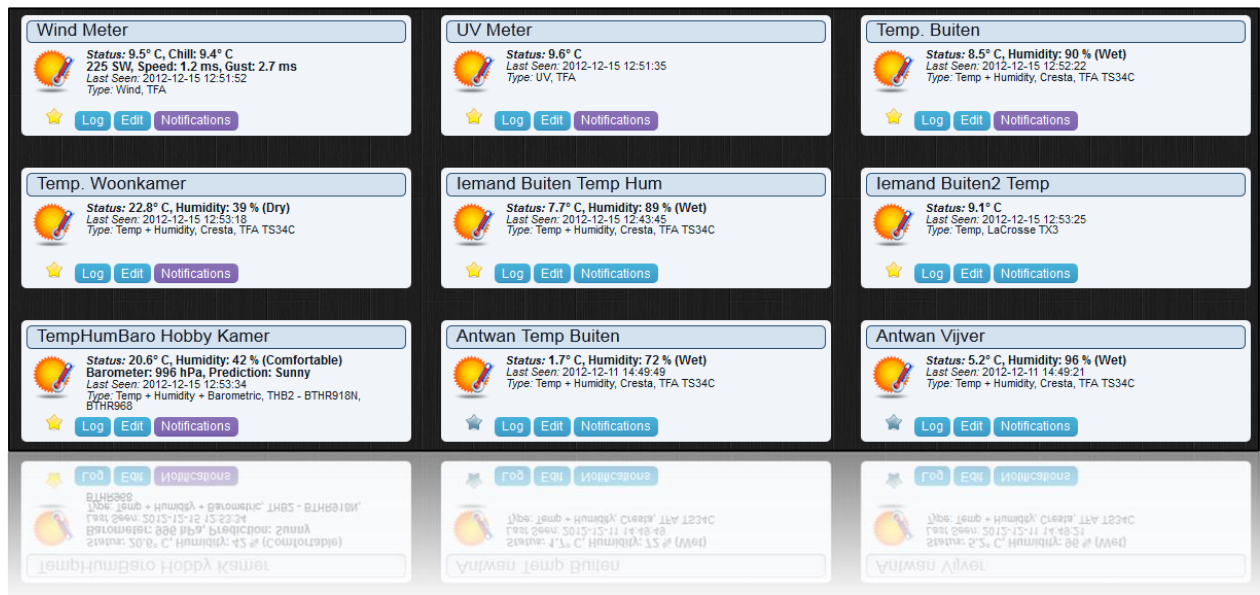 Wind Meter
Status: 9.5° C, Chill: 9.4° C
225 SW, Speed: 1.2 ms, Gust: 2.7 ms
Last Seen: 2012-12-15 12:51:52
Type: Wind, TFA
Log Edit Notifications
UV Meter
Status: 9.6° C
Last Seen: 2012-12-15 12:51:35
Type: UV, TFA
Log Edit Notifications
Temp. Buiten
Status: 8.5° C, Humidity: 90 % (Wet)
Last Seen: 2012-12-15 12:52:22
Type: Temp + Humidity, Cresta, TFA TS34C
Log Edit Notifications
Temp. Woonkamer
Status: 22.8° C, Humidity: 39 % (Dry)
Last Seen: 2012-12-15 12:53:18
Type: Temp + Humidity, Cresta, TFA TS34C
Log Edit Notifications
Iemand Buiten Temp Hum
Status: 7.7° C, Humidity: 89 % (Wet)
Last Seen: 2012-12-15 12:43:45
Type: Temp + Humidity, Cresta, TFA TS34C
Log Edit Notifications
Iemand Buiten2 Temp
Status: 9.1° C
Last Seen: 2012-12-15 12:53:25
Type: Temp, LaCrosse TX3
Log Edit Notifications
TempHumBaro Hobby Kamer
Status: 20.6° C, Humidity: 42 % (Comfortable)
Barometer: 996 hPa, Prediction: Sunny
Last Seen: 2012-12-15 12:53:34
Type: Temp + Humidity + Barometric, THB2 - BTHR918N,
BTHR968
Log Edit Notifications
Antwan Temp Buiten
Status: 1.7° C, Humidity: 72 % (Wet)
Last Seen: 2012-12-11 14:49:49
Type: Temp + Humidity, Cresta, TFA TS34C
Log Edit Notifications
Antwan Vijver
Status: 5.2° C, Humidity: 96 % (Wet)
Last Seen: 2012-12-11 14:49:21
Type: Temp + Humidity, Cresta, TFA TS34C
Log Edit Notifications